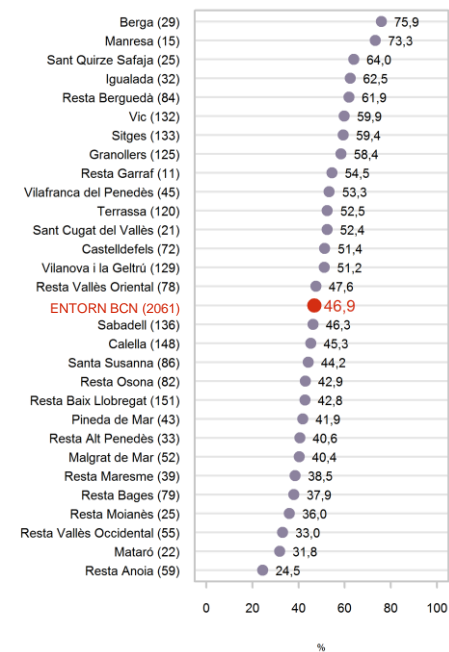 Berga (29) 75,9
Manresa (15) 73,3
Sant Quirze Safaja (25) 64,0
Igualada (32) 62,5
Resta Berguedà (84) 61,9
Vic (132) 59,9
Sitges (133) 59,4
Granollers (125) 58,4
Resta Garraf (11) 54,5
Vilafranca del Penedès (45) 53,3
Terrassa (120) 52,5
Sant Cugat del Vallès (21) 52,4
Castelldefels (72) 51,4
Vilanova i la Geltrú (129) 51,2
Resta Vallès Oriental (78) 47,6
ENTORN BCN (2061) 46,9
Sabadell (136) 46,3
Calella (148) 45,3
Santa Susanna (86) 44,2
Resta Osona (82) 42,9
Resta Baix Llobregat (151) 42,8
Pineda de Mar (43) 41,9
Resta Alt Penedès (33) 40,6
Malgrat de Mar (52) 40,4
Resta Maresme (39) 38,5
Resta Bages (79) 37,9
Resta Moianès (25) 36,0
Resta Vallès Occidental (55) 33,0
Mataró (22) 31,8
Resta Anoia (59) 24,5
0 20 40 60 80 100
%